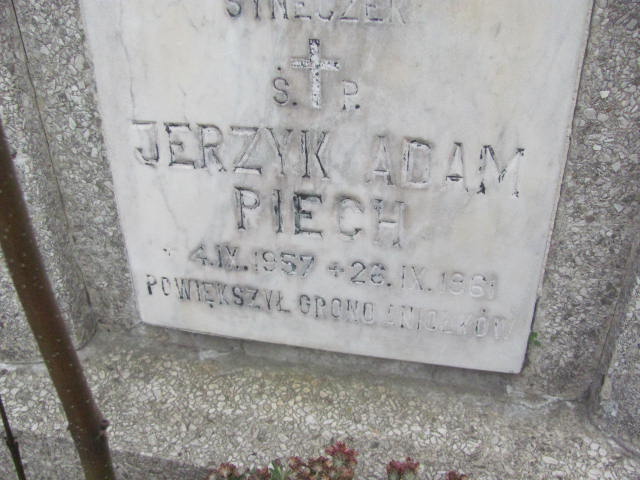 SYNECZEK
Ś. P.
JERZYK ADAM
PIECH
* 4.IX.1957 + 26.IX.1961
POWIĘKSZYŁ GRONO ANIOŁKÓW